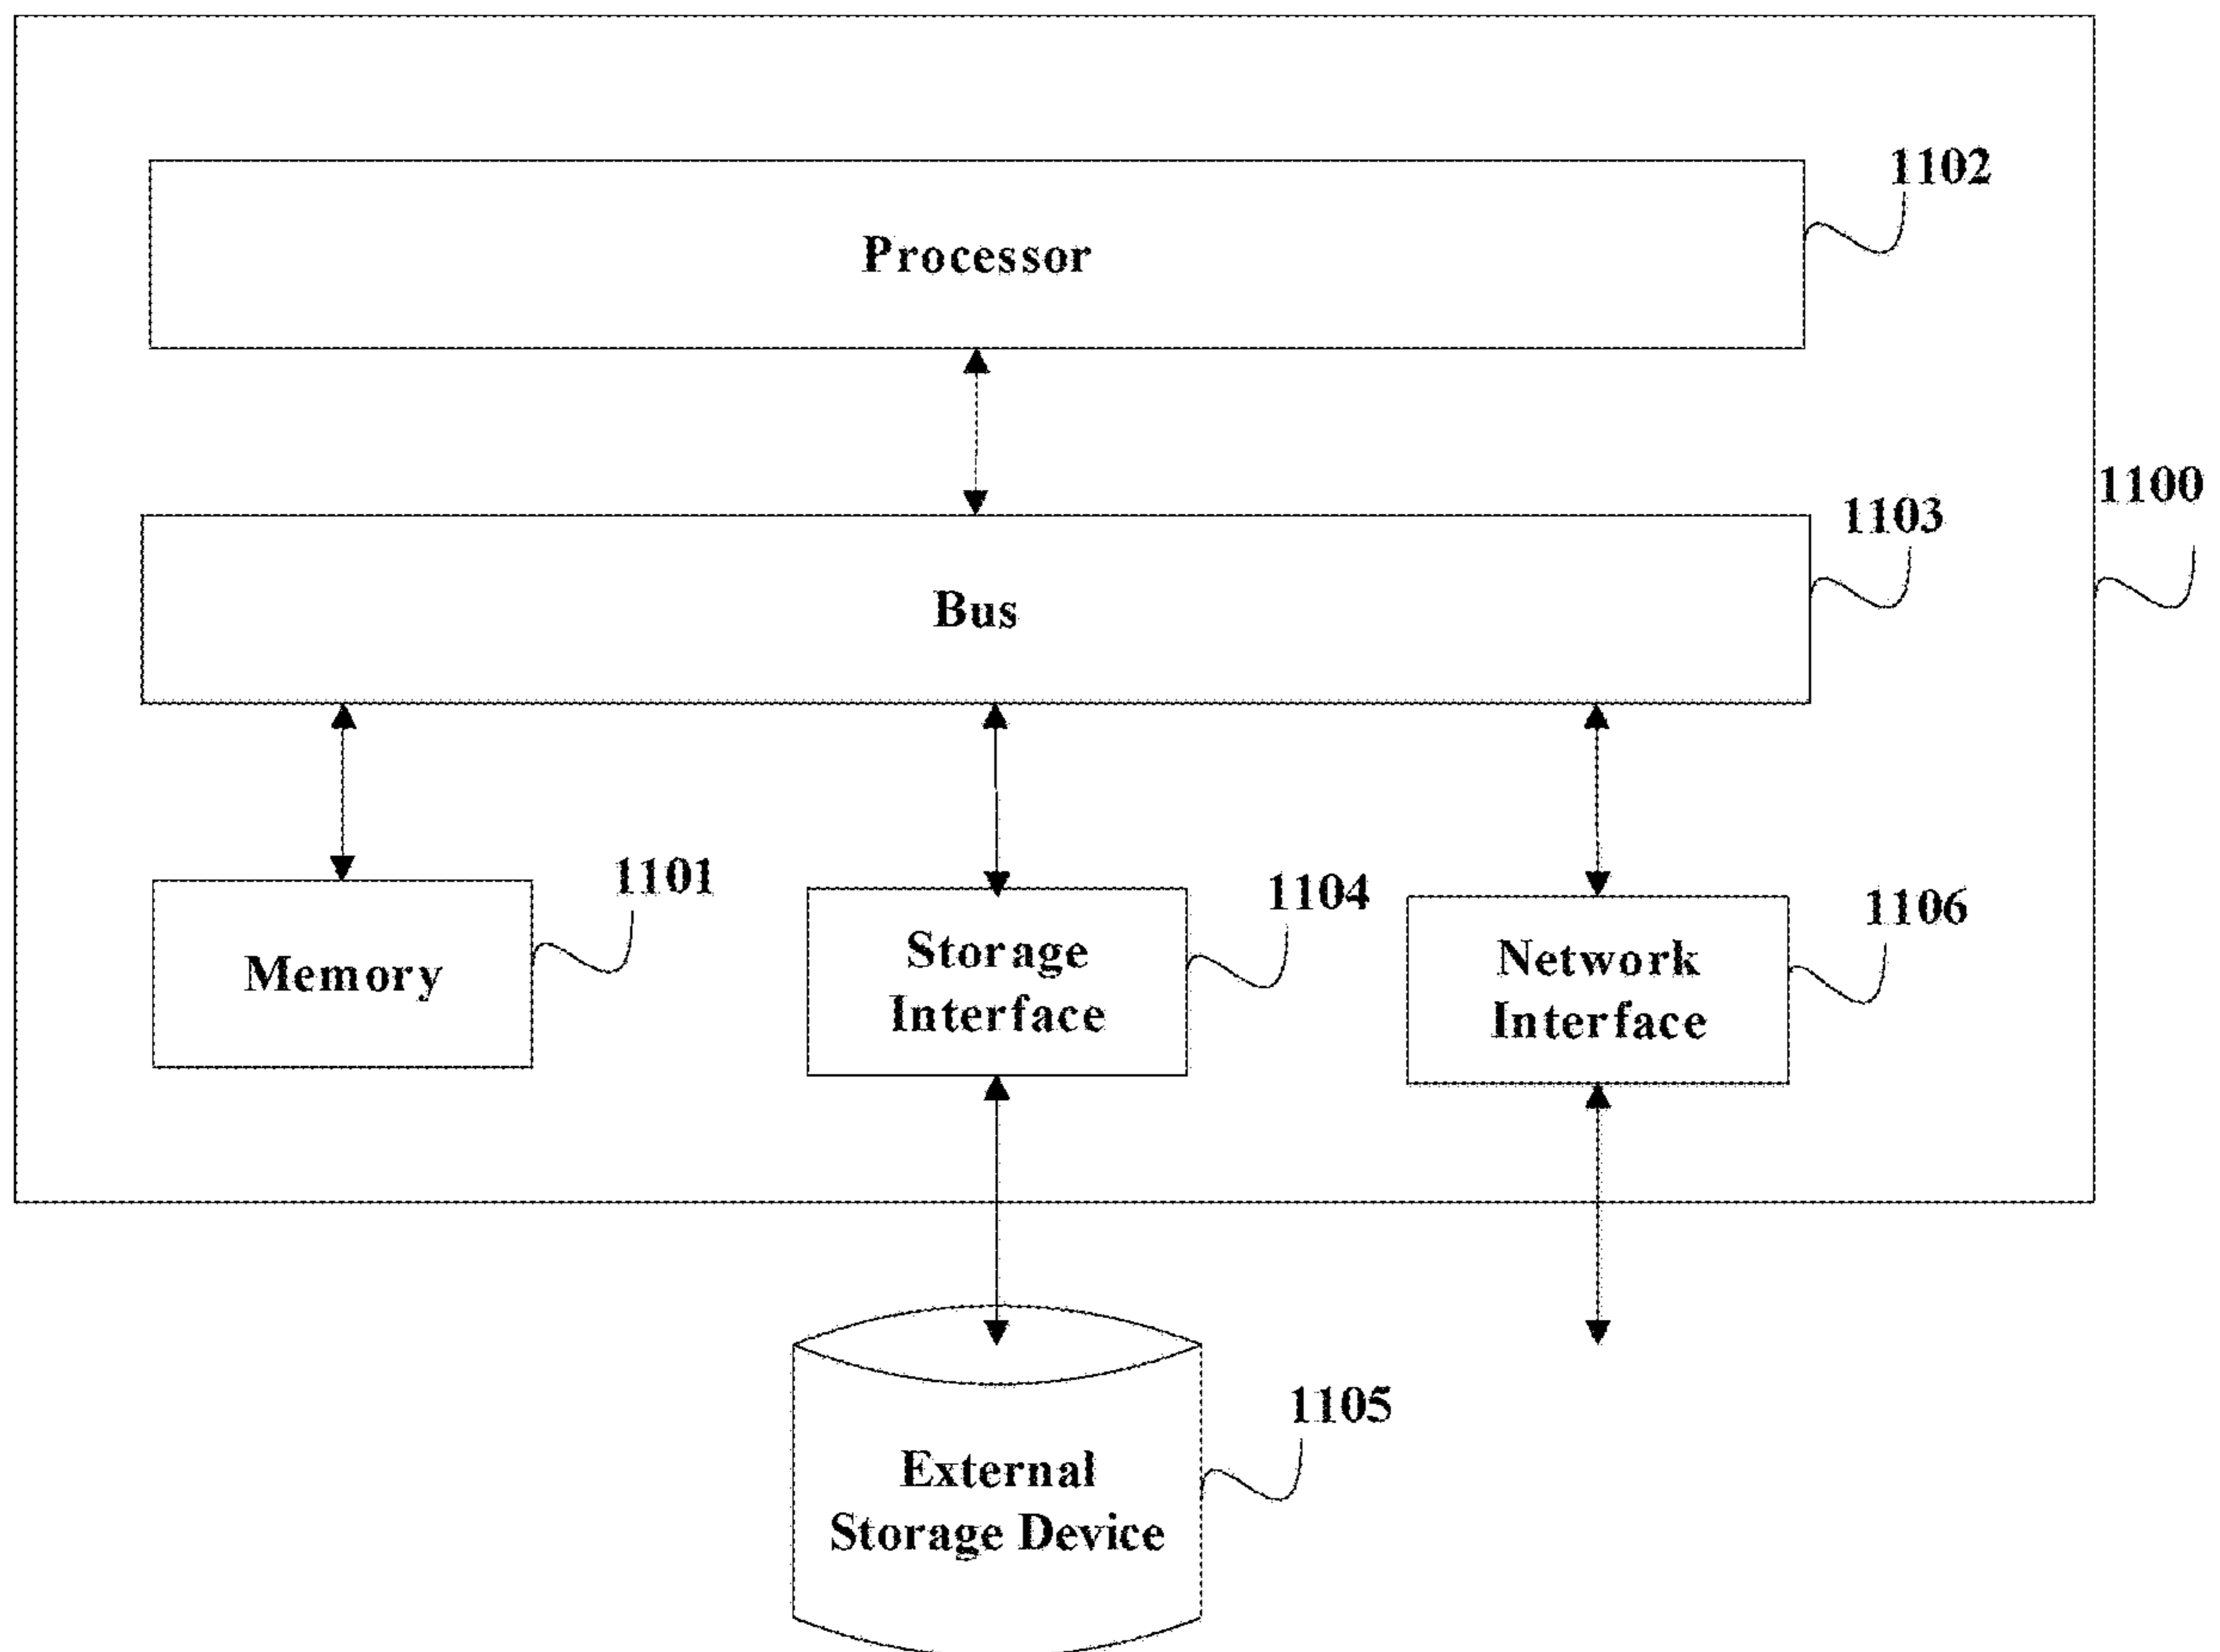 1102
Processor
1100
1103
Bus
1101
Memory
1104
Storage
Interface
1106
Network
Interface
1105
External
Storage Device